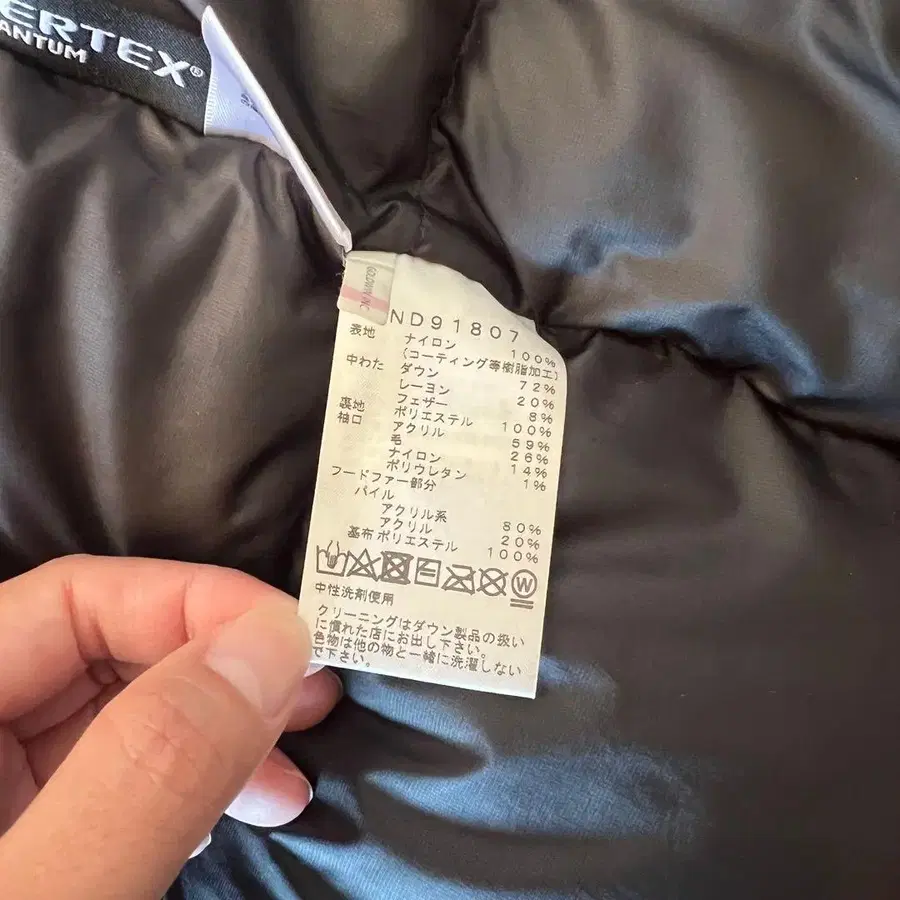 ERTEX®
ANTUM
GOLDWIN INC
ND91807
表地 ナイロン 100%
(コーティング等樹脂加工)
中わた ダウン 72%
レーヨン 20%
フェザー 8%
裏地 ポリエステル 100%
袖口 アクリル 59%
毛 26%
ナイロン 14%
ポリウレタン 1%
フードファー部分
パイル
アクリル系 80%
アクリル 20%
基布 ポリエステル 100%
W
中性洗剤使用
クリーニングはダウン製品の扱い
に慣れた店にお出し下さい。
色物は他の物と一緒に洗濯しない
で下さい。